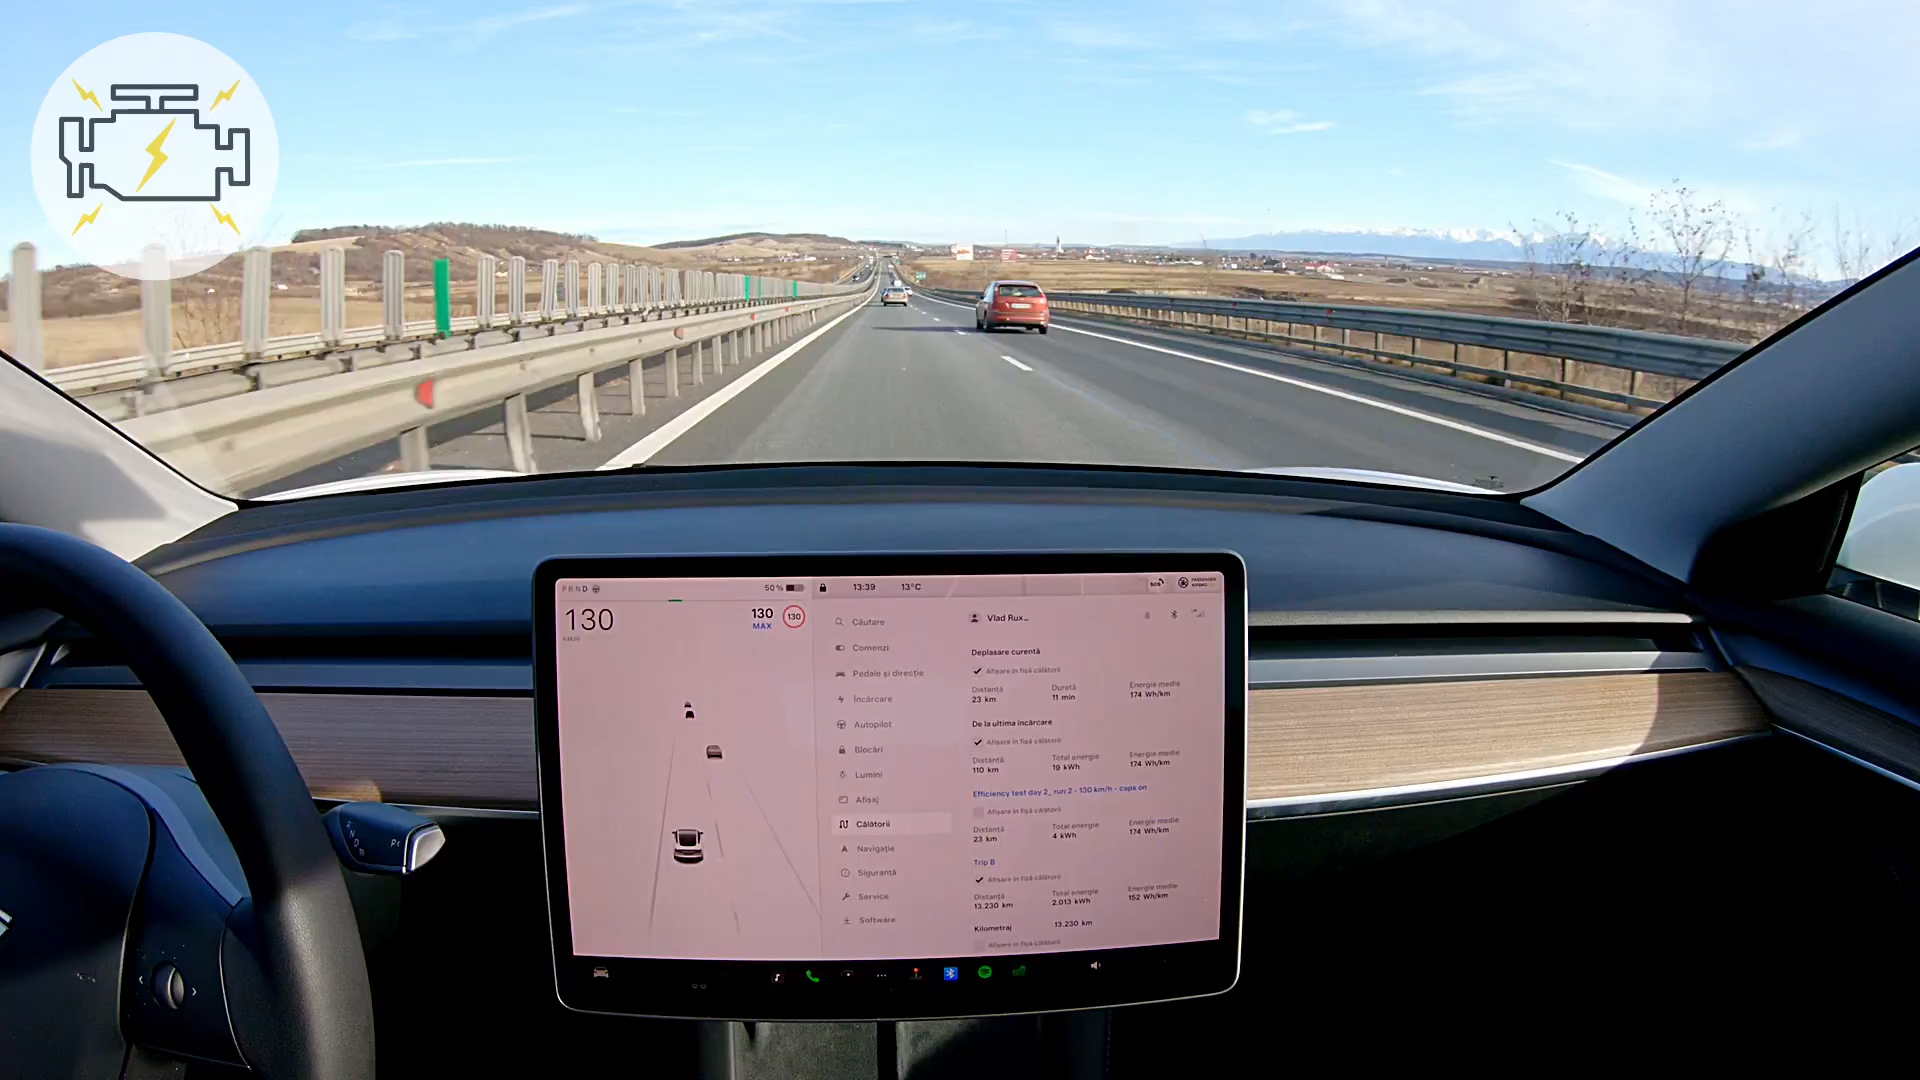 PRND
50 %
13:39
13°C
SOS
PASSENGER
AIRBAG
130
130
MAX
130
Căutare
Comenzi
Pedale și direcție
Încărcare
Autopilot
Blocări
Lumini
Afișaj
Călătorii
Navigație
Siguranță
Service
Software
Vlad Rux...
Deplasare curentă
Afișare în fișă călătorii
Distanță Durată Energie medie
23 km 11 min 174 Wh/km
De la ultima încărcare
Afișare în fișă călătorii
Distanță Total energie Energie medie
110 km 19 kWh 174 Wh/km
Efficiency test day 2_ run 2 - 130 km/h - caps on
Afișare în fișă călătorii
Distanță Total energie Energie medie
23 km 4 kWh 174 Wh/km
Trip B
Afișare în fișă călătorii
Distanță Total energie Energie medie
13.230 km 2.013 kWh 152 Wh/km
Kilometraj 13.230 km
Afișare în fișă călătorii
R
N
D
P